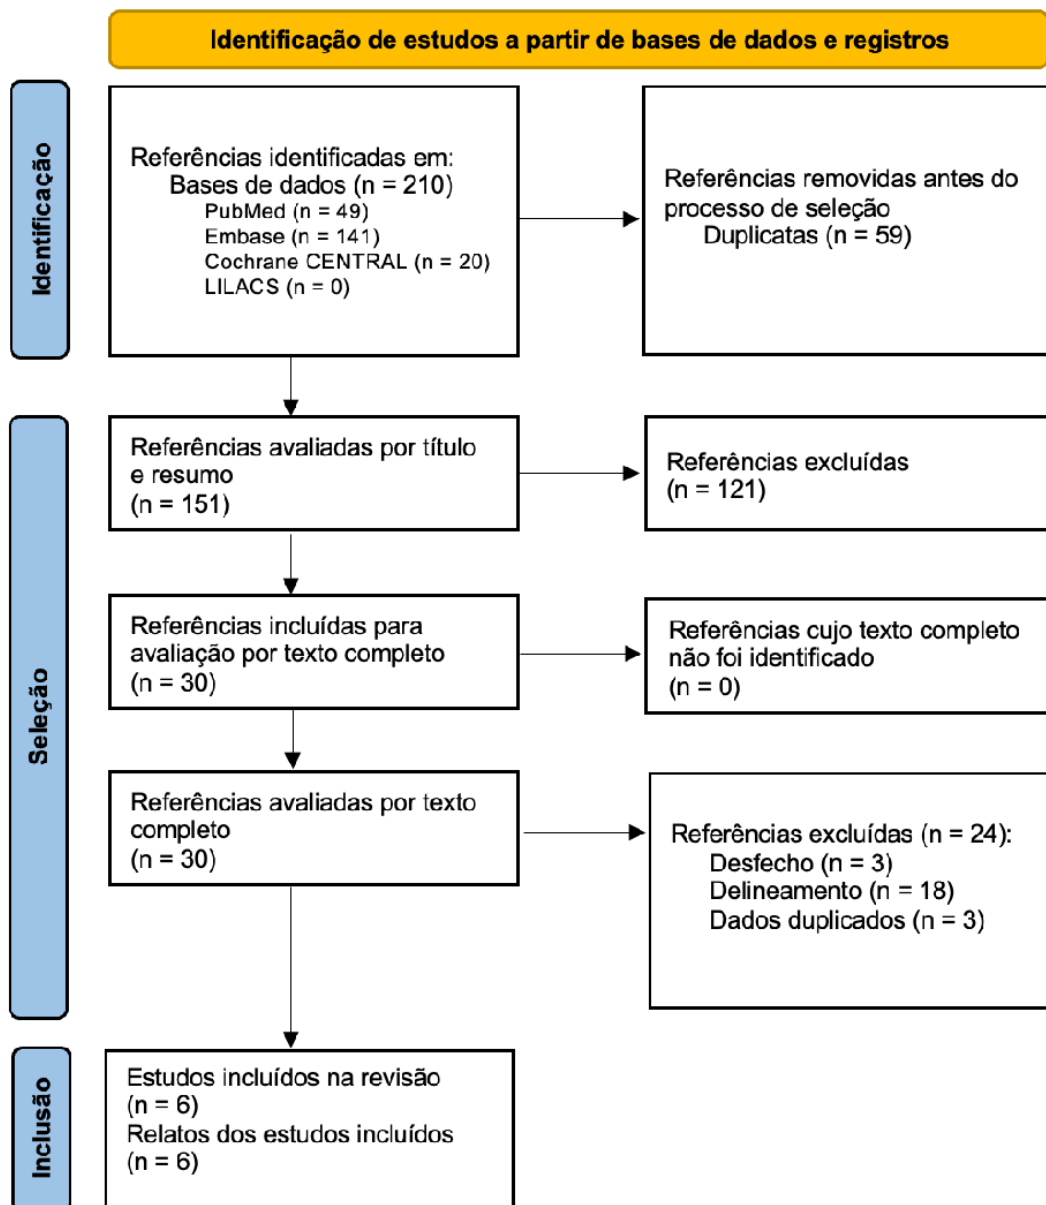 Identificação de estudos a partir de bases de dados e registros
Identificação
Referências identificadas em:
Bases de dados (n = 210)
PubMed (n = 49)
Embase (n = 141)
Cochrane CENTRAL (n = 20)
LILACS (n = 0)
Referências removidas antes do
processo de seleção
Duplicatas (n = 59)
Seleção
Referências avaliadas por título
e resumo
(n = 151)
Referências excluídas
(n = 121)
Referências incluídas para
avaliação por texto completo
(n = 30)
Referências cujo texto completo
não foi identificado
(n = 0)
Referências avaliadas por texto
completo
(n = 30)
Referências excluídas (n = 24):
Desfecho (n = 3)
Delineamento (n = 18)
Dados duplicados (n = 3)
Inclusão
Estudos incluídos na revisão
(n = 6)
Relatos dos estudos incluídos
(n = 6)